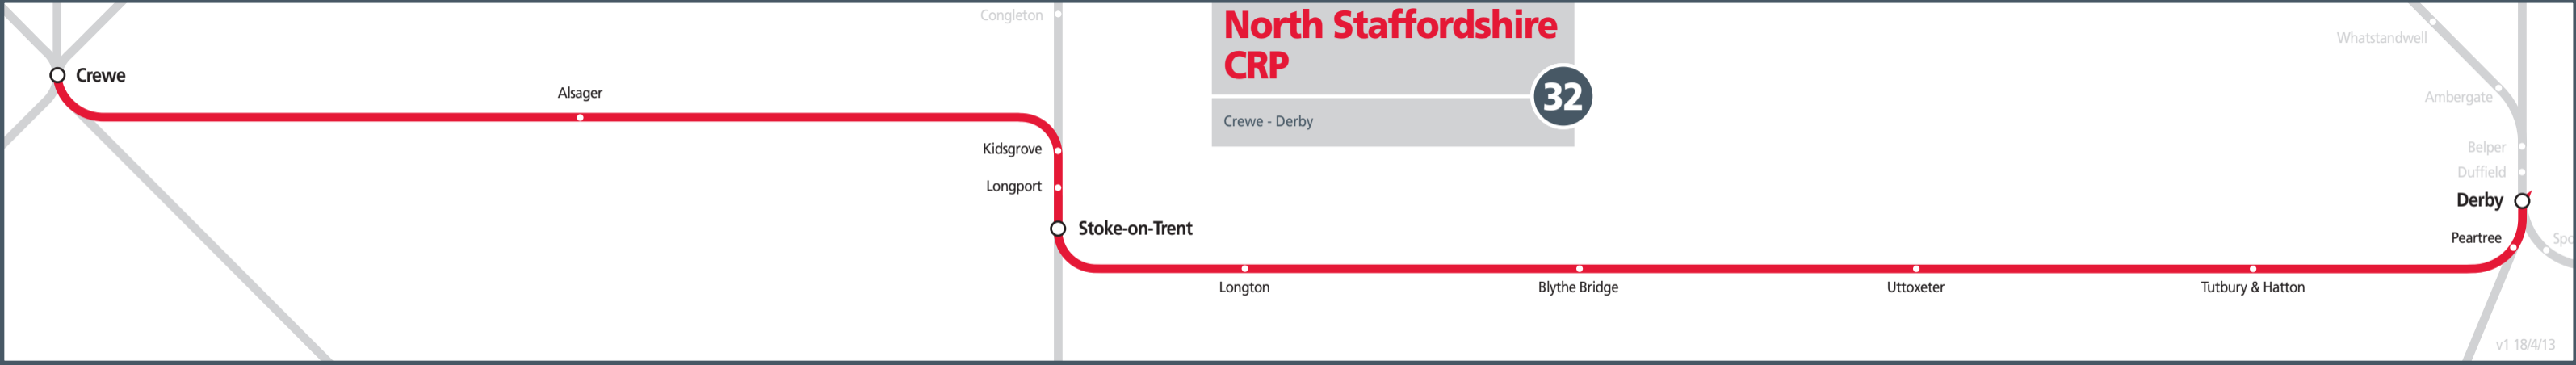 Congleton
North Staffordshire
CRP
32
Crewe - Derby
Whatstandwell
Ambergate
Belper
Duffield
Derby
Peartree
Spo
Crewe
Alsager
Kidsgrove
Longport
Stoke-on-Trent
Longton
Blythe Bridge
Uttoxeter
Tutbury & Hatton
v1 18/4/13